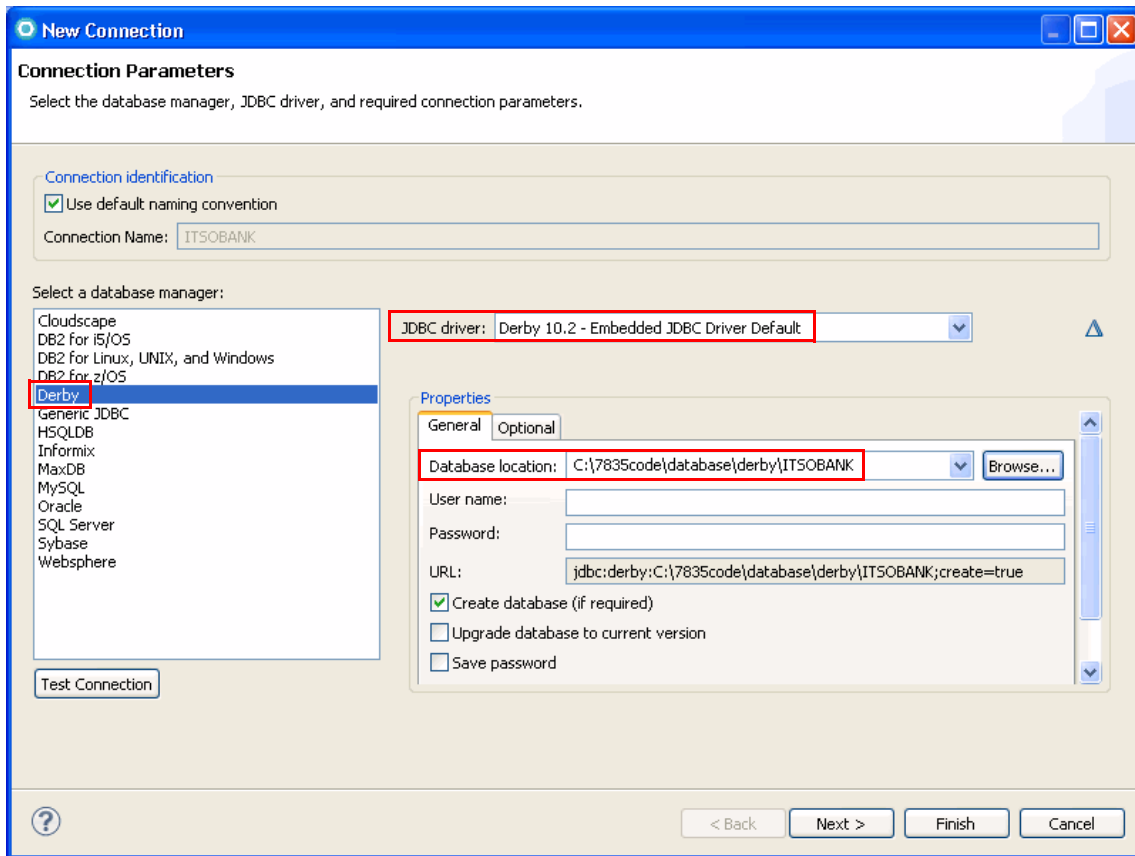 New Connection
Connection Parameters
Select the database manager, JDBC driver, and required connection parameters.
Connection identification
Use default naming convention
Connection Name: ITSOBANK
Select a database manager:
Cloudscape
DB2 for i5/OS
DB2 for Linux, UNIX, and Windows
DB2 for z/OS
Derby
Generic JDBC
HSQLDB
Informix
MaxDB
MySQL
Oracle
SQL Server
Sybase
Websphere
Test Connection
JDBC driver: Derby 10.2 - Embedded JDBC Driver Default
Properties
General Optional
Database location: C:\7835code\database\derby\ITSOBANK Browse...
User name:
Password:
URL: jdbc:derby:C:\7835code\database\derby\ITSOBANK;create=true
Create database (if required)
Upgrade database to current version
Save password
? < Back Next > Finish Cancel